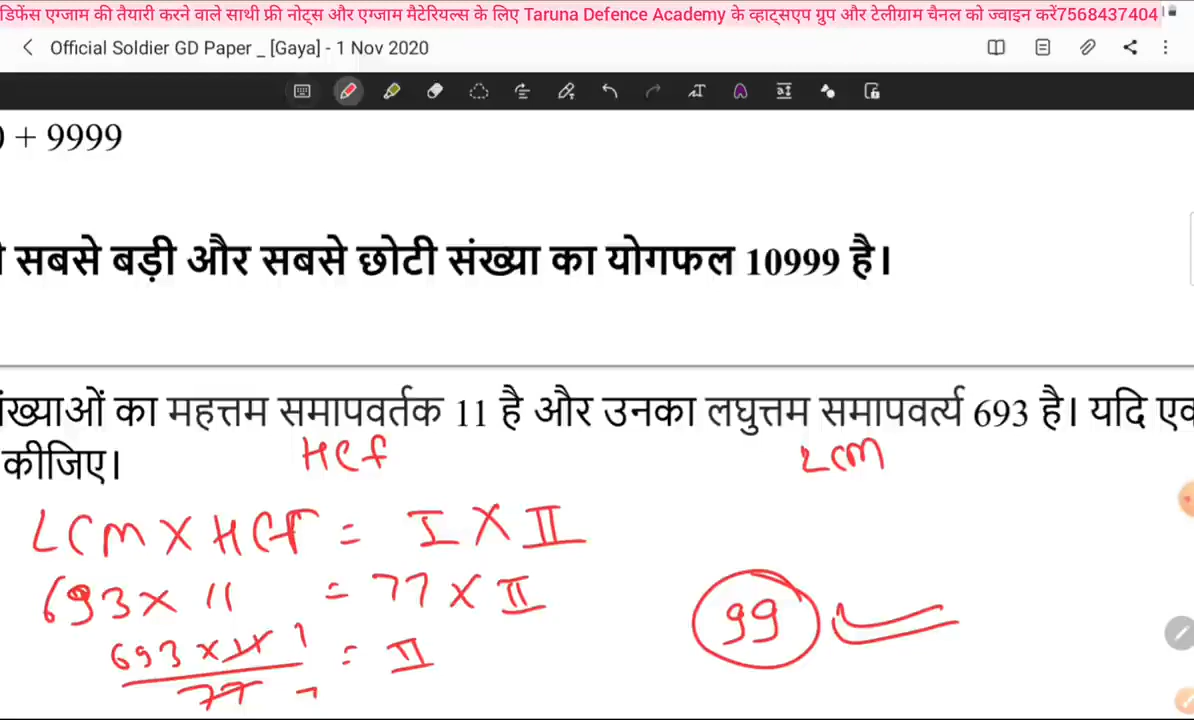 डिफेंस एग्जाम की तैयारी करने वाले साथी फ्री नोट्स और एग्जाम मैटेरियल्स के लिए Taruna Defence Academy के व्हाट्सएप ग्रुप और टेलीग्राम चैनल को ज्वाइन करें7568437404
Official Soldier GD Paper _ [Gaya] - 1 Nov 2020
+ 9999
सबसे बड़ी और सबसे छोटी संख्या का योगफल 10999 है।
ंख्याओं का महत्तम समापवर्तक 11 है और उनका लघुत्तम समापवर्त्य 693 है। यदि एक
कीजिए।
HCF LCM
LCM X HCF = I X II
693 x 11 = 77 X II
99
693 x 11 1 = II
77 7